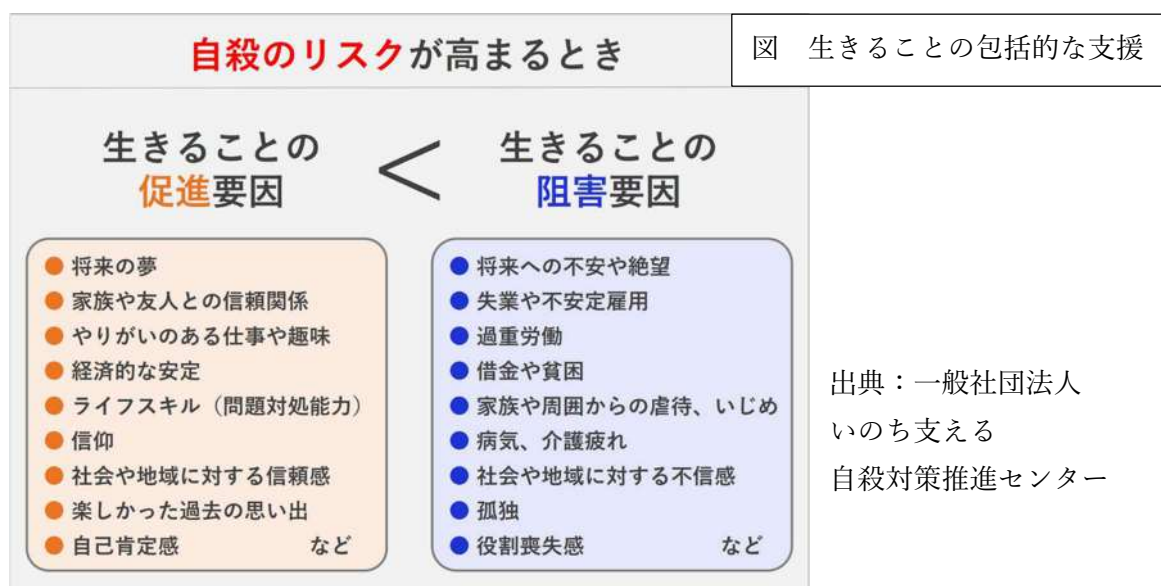 自殺のリスクが高まるとき
図　生きることの包括的な支援
生きることの
促進要因
＜
生きることの
阻害要因
● 将来の夢
● 家族や友人との信頼関係
● やりがいのある仕事や趣味
● 経済的な安定
● ライフスキル（問題対処能力）
● 信仰
● 社会や地域に対する信頼感
● 楽しかった過去の思い出
● 自己肯定感　　　　など
● 将来への不安や絶望
● 失業や不安定雇用
● 過重労働
● 借金や貧困
● 家族や周囲からの虐待、いじめ
● 病気、介護疲れ
● 社会や地域に対する不信感
● 孤独
● 役割喪失感　　　　など
出典：一般社団法人
いのち支える
自殺対策推進センター